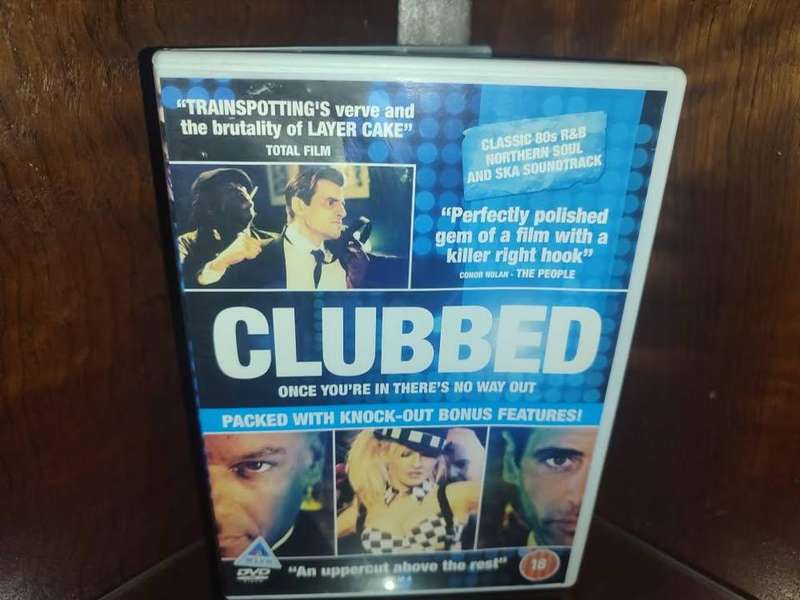 “TRAINSPOTTING'S verve and
the brutality of LAYER CAKE”
TOTAL FILM
CLASSIC 80s R&B
NORTHERN SOUL
AND SKA SOUNDTRACK
“Perfectly polished
gem of a film with a
killer right hook”
CONOR NOLAN - THE PEOPLE
CLUBBED
ONCE YOU'RE IN THERE'S NO WAY OUT
PACKED WITH KNOCK-OUT BONUS FEATURES!
DVD
“An uppercut above the rest”
18